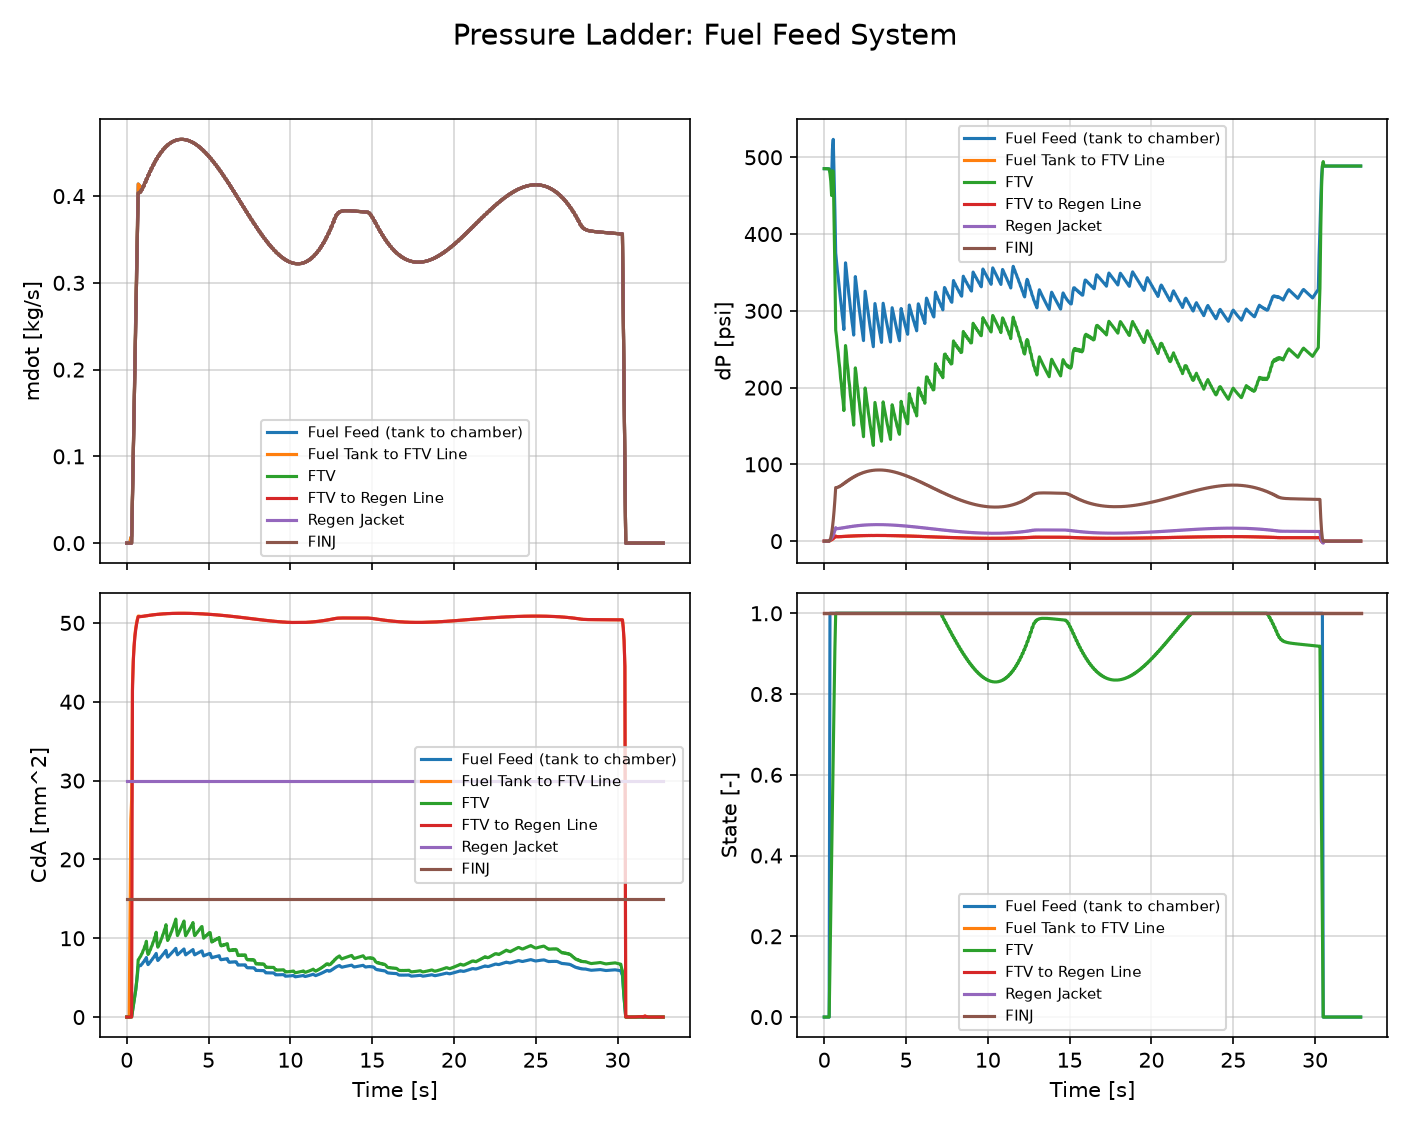 Pressure Ladder: Fuel Feed System
mdot [kg/s]
0.4
0.3
0.2
0.1
0.0
Fuel Feed (tank to chamber)
Fuel Tank to FTV Line
FTV
FTV to Regen Line
Regen Jacket
FINJ
dP [psi]
500
400
300
200
100
0
Fuel Feed (tank to chamber)
Fuel Tank to FTV Line
FTV
FTV to Regen Line
Regen Jacket
FINJ
CdA [mm^2]
50
40
30
20
10
0
Fuel Feed (tank to chamber)
Fuel Tank to FTV Line
FTV
FTV to Regen Line
Regen Jacket
FINJ
0 5 10 15 20 25 30
Time [s]
State [-]
1.0
0.8
0.6
0.4
0.2
0.0
Fuel Feed (tank to chamber)
Fuel Tank to FTV Line
FTV
FTV to Regen Line
Regen Jacket
FINJ
0 5 10 15 20 25 30
Time [s]